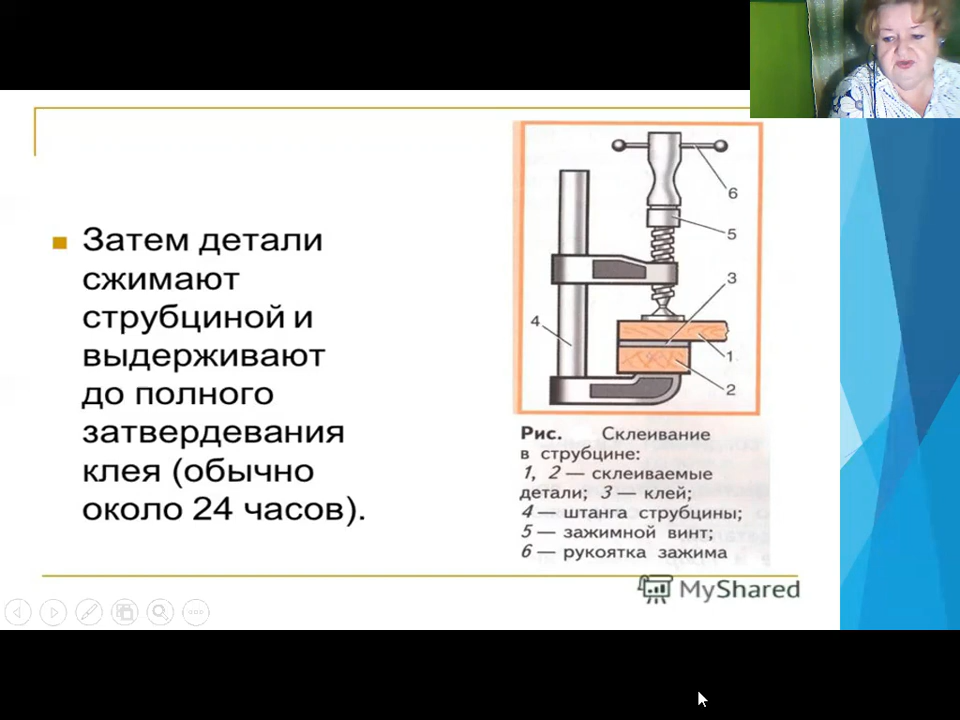 Затем детали
сжимают
струбциной и
выдерживают
до полного
затвердевания
клея (обычно
около 24 часов).
6
5
3
4
1
2
Рис. Склеивание
в струбцине:
1, 2 — склеиваемые
детали; 3 — клей;
4 — штанга струбцины;
5 — зажимной винт;
6 — рукоятка зажима
MyShared